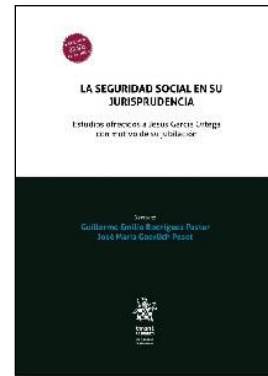 LA SEGURIDAD SOCIAL EN SU
JURISPRUDENCIA
Estudios ofrecidos a Jesús García Ortega
con motivo de su jubilación
Guillermo Emilio Rodríguez Pastor
José María Goerlich Peset
tirant